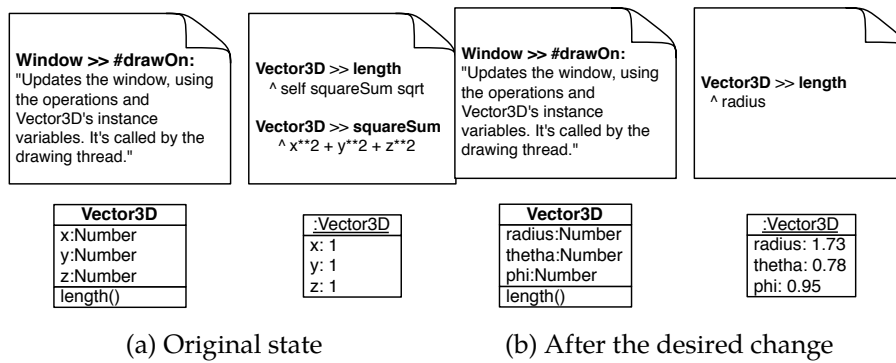 Window >> #drawOn:
"Updates the window, using
the operations and
Vector3D's instance
variables. It's called by the
drawing thread."
Vector3D >> length
^ self squareSum sqrt
Vector3D >> squareSum
^ x**2 + y**2 + z**2
Vector3D
x:Number
y:Number
z:Number
length()
:Vector3D
x: 1
y: 1
z: 1
(a) Original state
Window >> #drawOn:
"Updates the window, using
the operations and
Vector3D's instance
variables. It's called by the
drawing thread."
Vector3D >> length
^ radius
Vector3D
radius:Number
thetha:Number
phi:Number
length()
:Vector3D
radius: 1.73
thetha: 0.78
phi: 0.95
(b) After the desired change